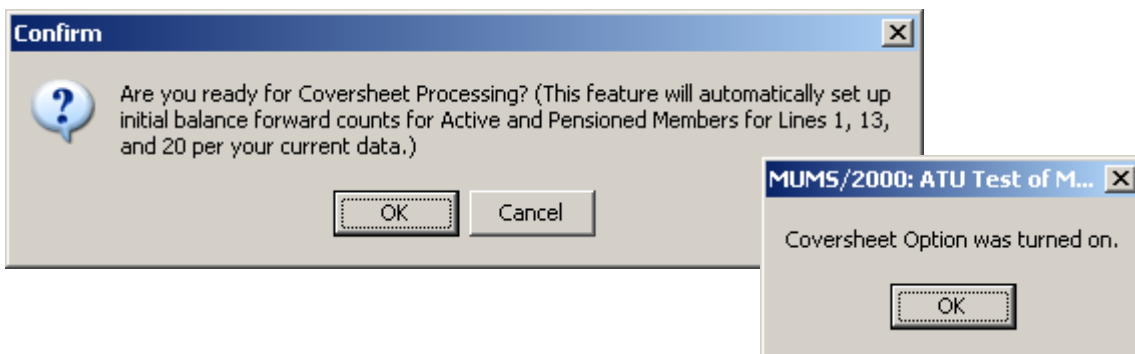 Confirm
Are you ready for Coversheet Processing? (This feature will automatically set up
initial balance forward counts for Active and Pensioned Members for Lines 1, 13,
and 20 per your current data.)
OK
Cancel
MUMS/2000: ATU Test of M...
Coversheet Option was turned on.
OK